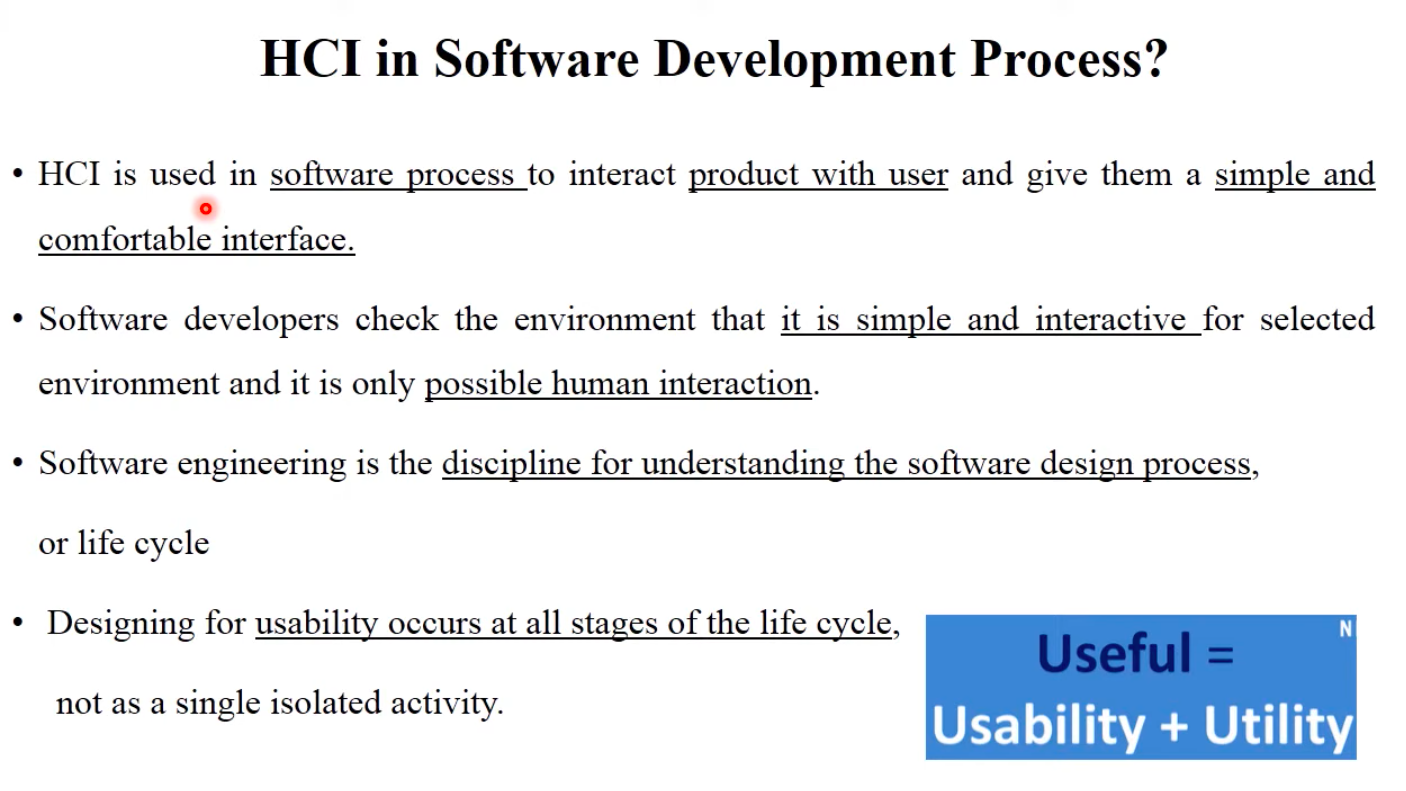 HCI in Software Development Process?
• HCI is used in software process to interact product with user and give them a simple and
comfortable interface.
• Software developers check the environment that it is simple and interactive for selected
environment and it is only possible human interaction.
• Software engineering is the discipline for understanding the software design process,
or life cycle
• Designing for usability occurs at all stages of the life cycle,
not as a single isolated activity.
N
Useful =
Usability + Utility